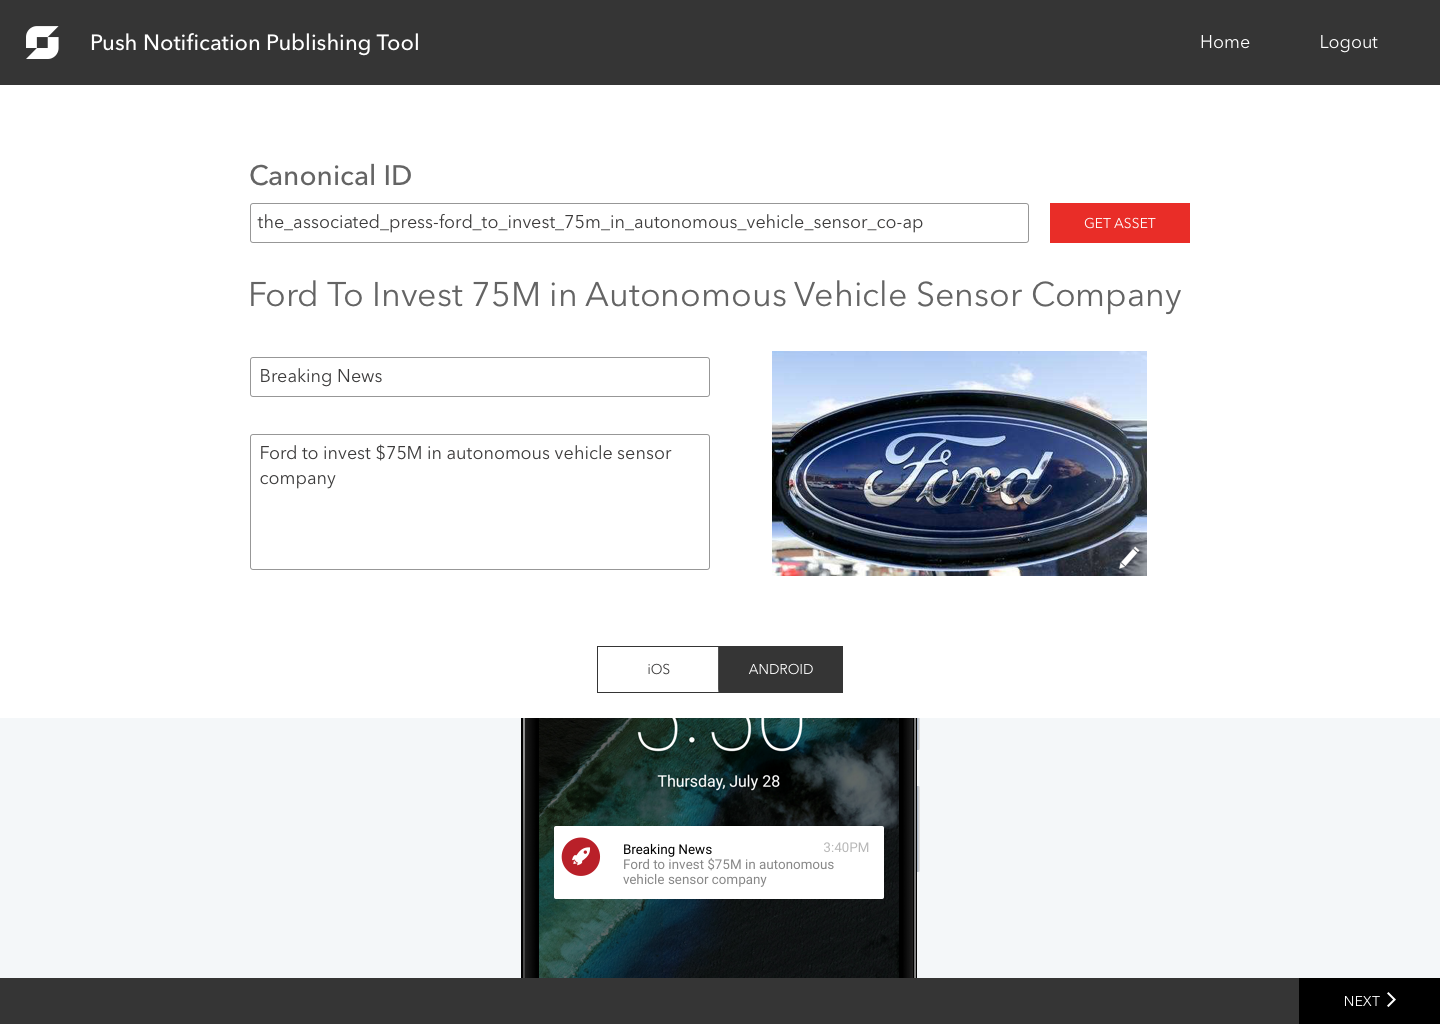 Push Notification Publishing Tool
Home
Logout
Canonical ID
the_associated_press-ford_to_invest_75m_in_autonomous_vehicle_sensor_co-ap
GET ASSET
Ford To Invest 75M in Autonomous Vehicle Sensor Company
Breaking News
Ford to invest $75M in autonomous vehicle sensor
company
Ford
iOS
ANDROID
Thursday, July 28
Breaking News
3:40PM
Ford to invest $75M in autonomous
vehicle sensor company
NEXT